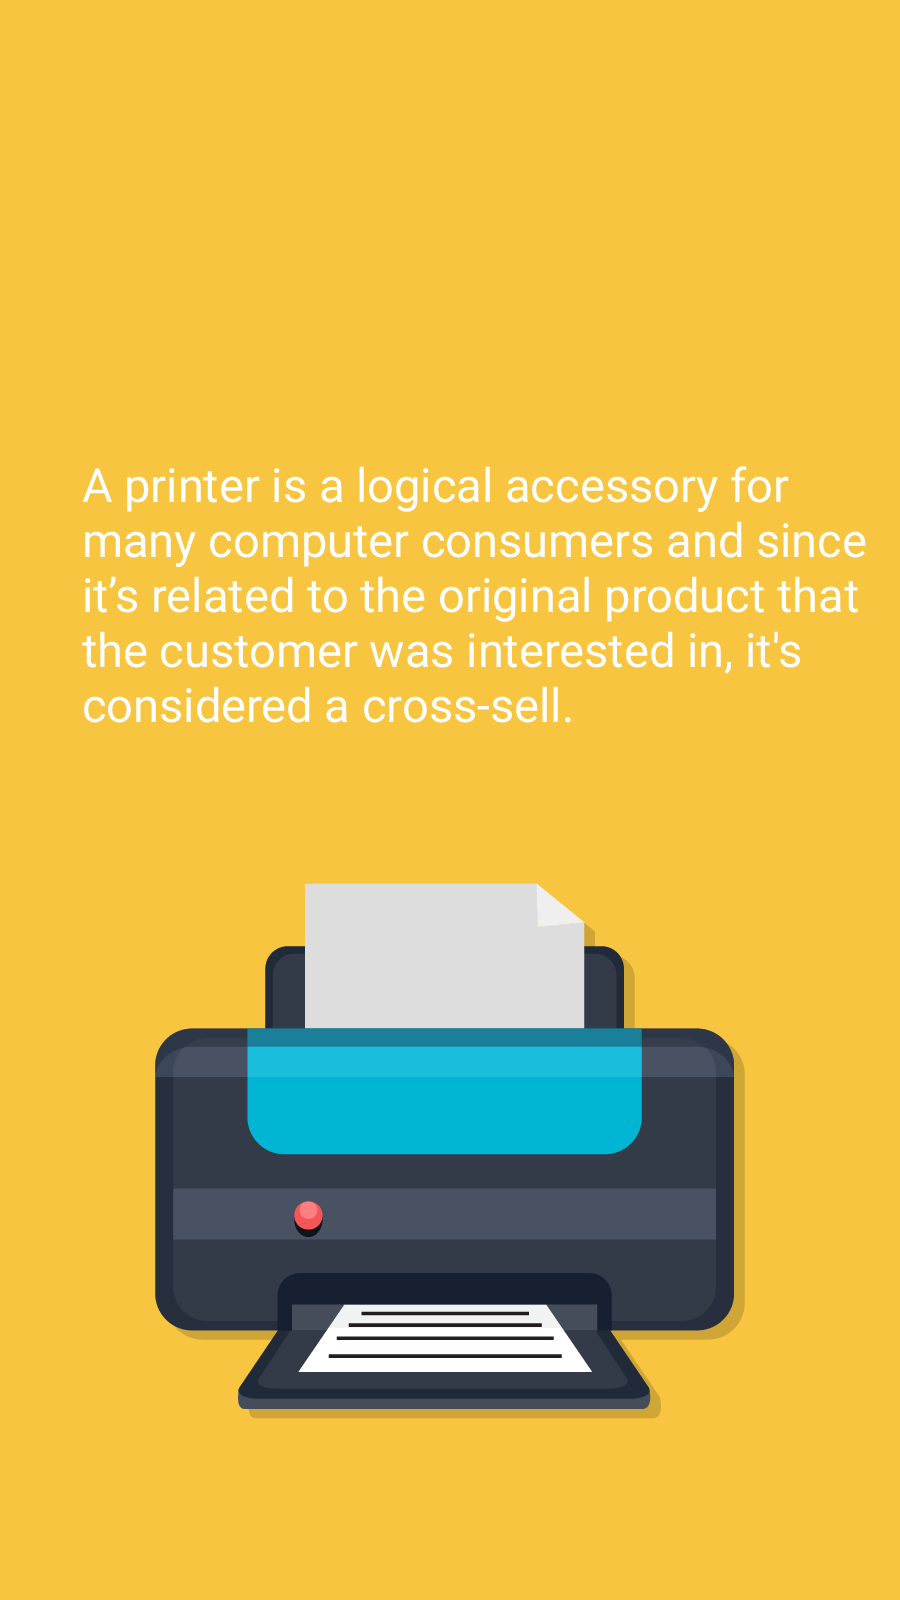 A printer is a logical accessory for
many computer consumers and since
it’s related to the original product that
the customer was interested in, it's
considered a cross-sell.